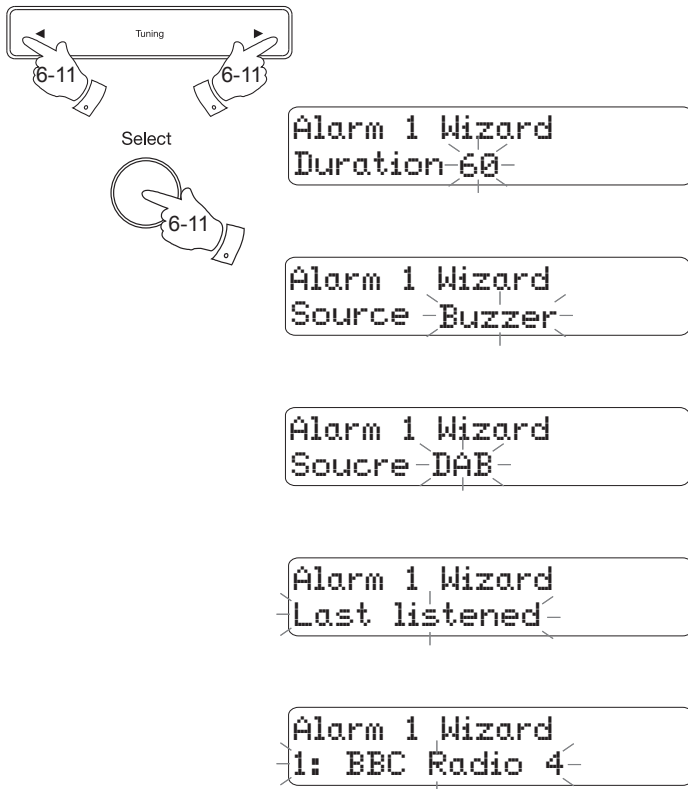 ◄ Tuning ►
6-11 6-11
Select
6-11
Alarm 1 Wizard
Duration 60
Alarm 1 Wizard
Source Buzzer
Alarm 1 Wizard
Soucre DAB
Alarm 1 Wizard
Last listened
Alarm 1 Wizard
1: BBC Radio 4